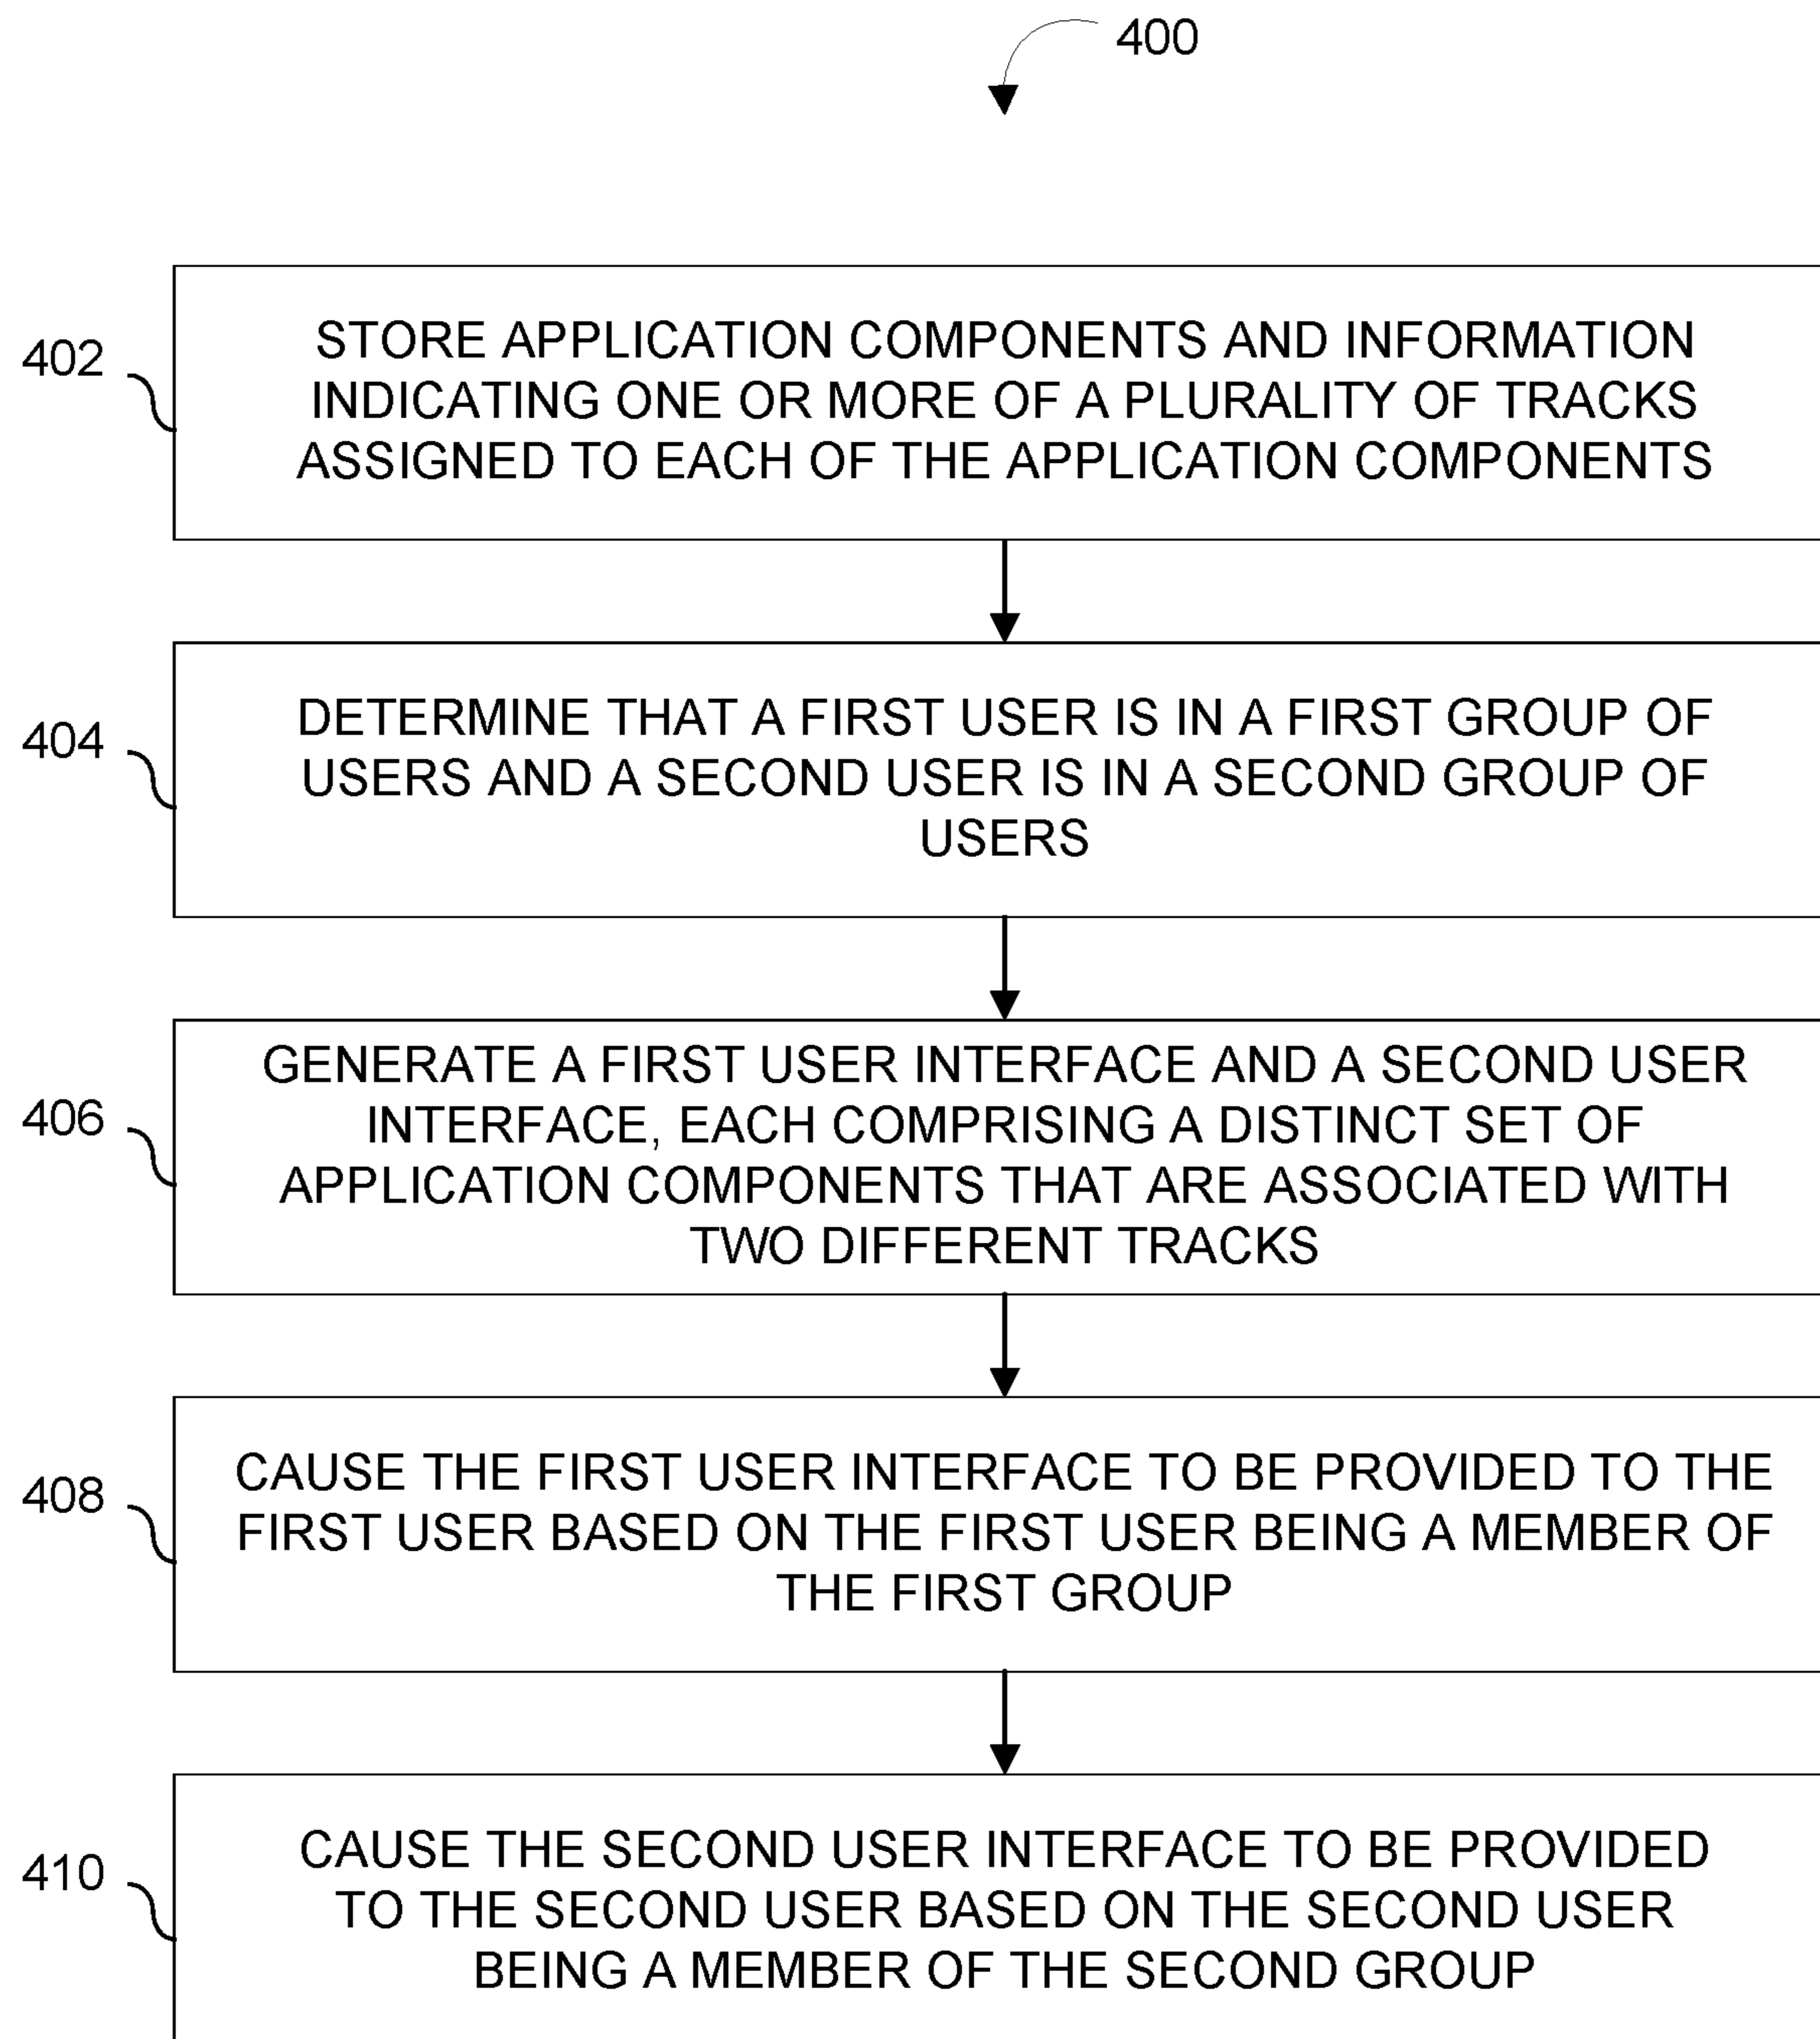 400
402
STORE APPLICATION COMPONENTS AND INFORMATION
INDICATING ONE OR MORE OF A PLURALITY OF TRACKS
ASSIGNED TO EACH OF THE APPLICATION COMPONENTS
404
DETERMINE THAT A FIRST USER IS IN A FIRST GROUP OF
USERS AND A SECOND USER IS IN A SECOND GROUP OF
USERS
406
GENERATE A FIRST USER INTERFACE AND A SECOND USER
INTERFACE, EACH COMPRISING A DISTINCT SET OF
APPLICATION COMPONENTS THAT ARE ASSOCIATED WITH
TWO DIFFERENT TRACKS
408
CAUSE THE FIRST USER INTERFACE TO BE PROVIDED TO THE
FIRST USER BASED ON THE FIRST USER BEING A MEMBER OF
THE FIRST GROUP
410
CAUSE THE SECOND USER INTERFACE TO BE PROVIDED
TO THE SECOND USER BASED ON THE SECOND USER
BEING A MEMBER OF THE SECOND GROUP